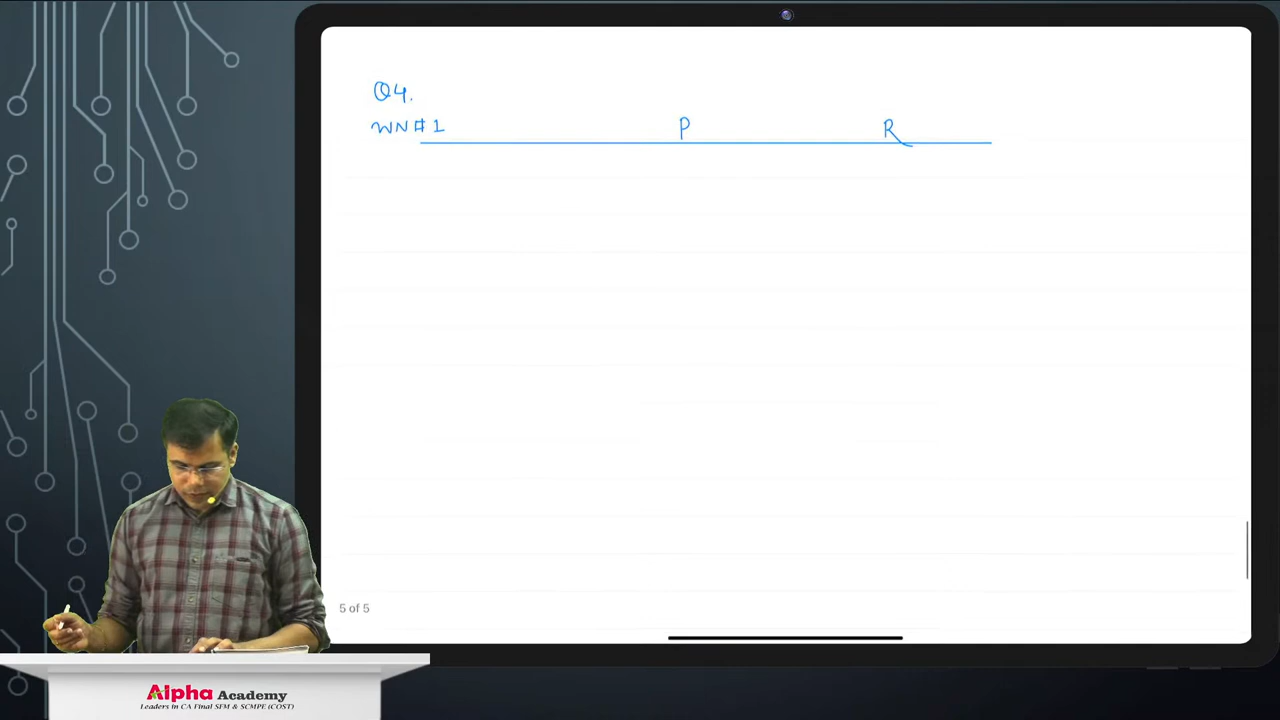 Q4.
WN # 1 P R
5 of 5
Alpha Academy
Leaders in CA Final SFM & SCMPE (COST)